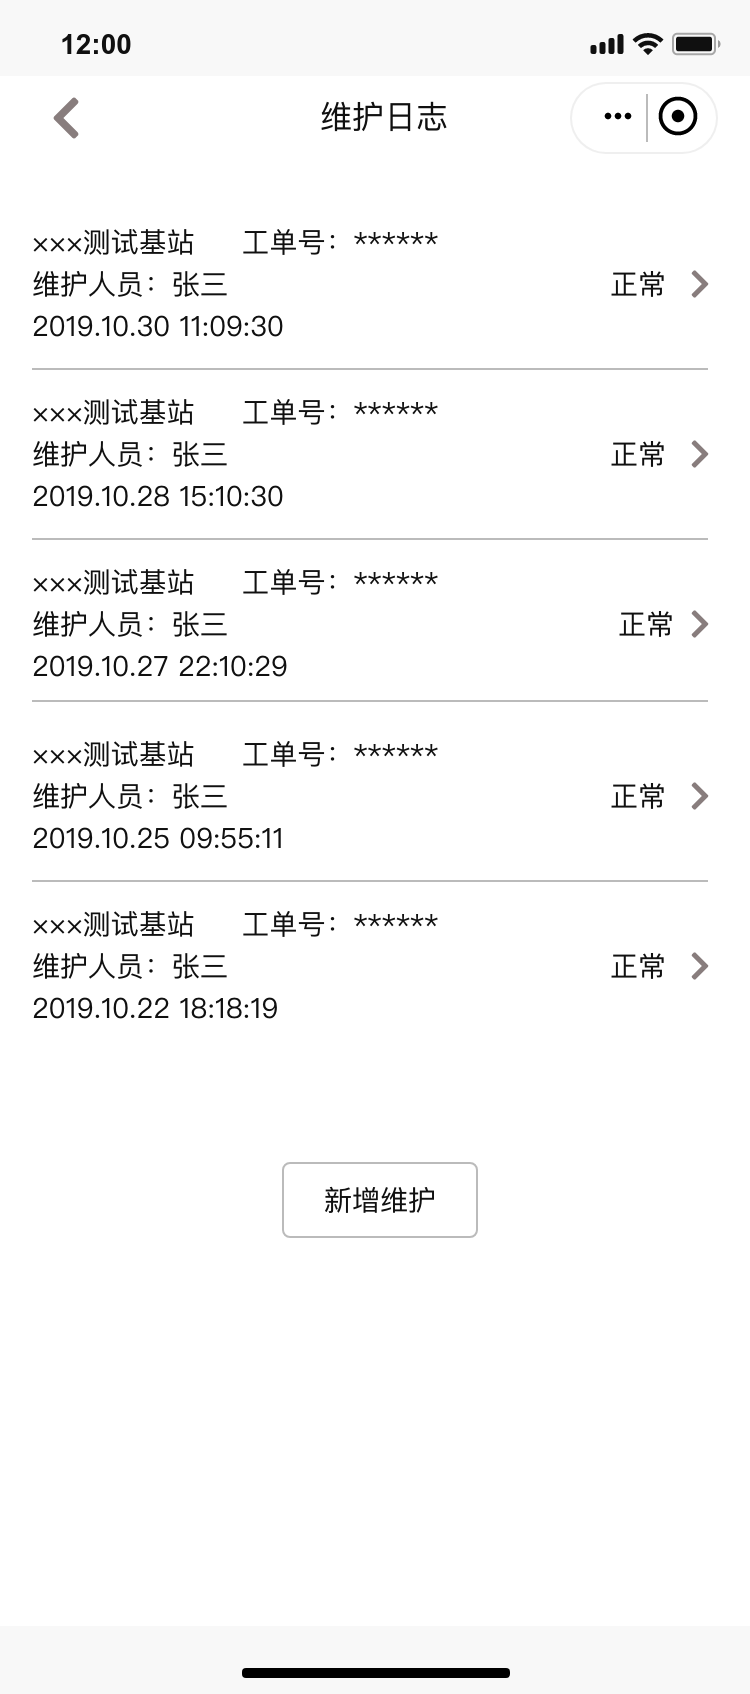 12:00
维护日志
×××测试基站 工单号：******
维护人员：张三
正常
2019.10.30 11:09:30
×××测试基站 工单号：******
维护人员：张三
正常
2019.10.28 15:10:30
×××测试基站 工单号：******
维护人员：张三
正常
2019.10.27 22:10:29
×××测试基站 工单号：******
维护人员：张三
正常
2019.10.25 09:55:11
×××测试基站 工单号：******
维护人员：张三
正常
2019.10.22 18:18:19
新增维护